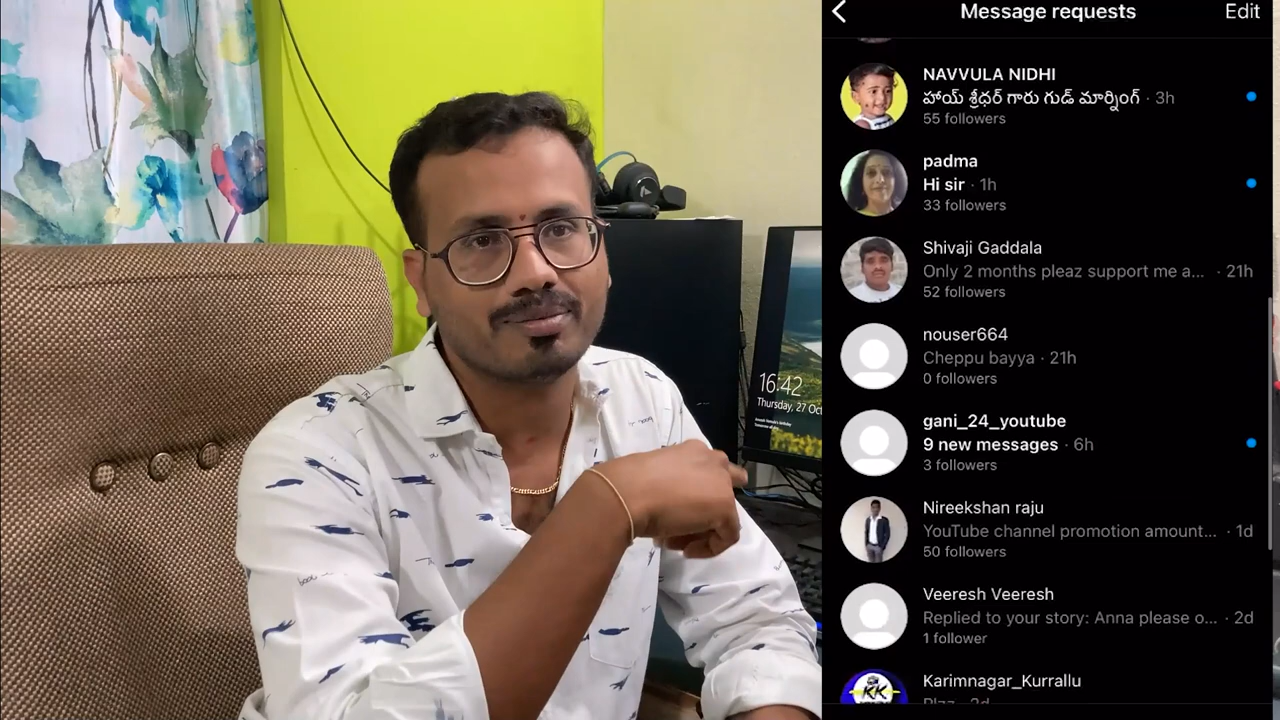 Message requests
Edit
NAVVULA NIDHI
హాయ్ శ్రీధర్ గారు గుడ్ మార్నింగ్ · 3h
55 followers
padma
Hi sir · 1h
33 followers
Shivaji Gaddala
Only 2 months pleaz support me a... · 21h
52 followers
nouser664
Cheppu bayya · 21h
0 followers
gani_24_youtube
9 new messages · 6h
3 followers
Nireekshan raju
YouTube channel promotion amount... · 1d
50 followers
Veeresh Veeresh
Replied to your story: Anna please o... · 2d
1 follower
KK
Karimnagar_Kurrallu
Plzz · 2d
16:42
Thursday, 27 Oct